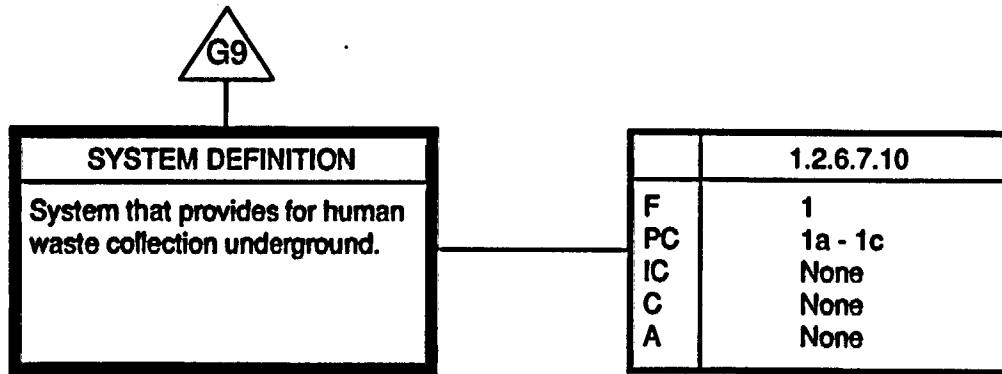 G9
SYSTEM DEFINITION
System that provides for human
waste collection underground.
1.2.6.7.10
F 1
PC 1a - 1c
IC None
C None
A None